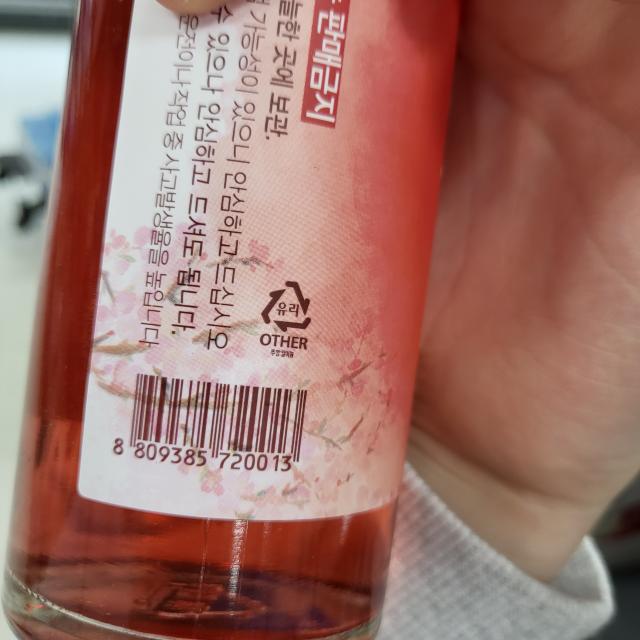 판매금지
늘한 곳에 보관.
가능성이 있으니 안심하고 드십시오
수 있으니 안심하고 드셔도 됩니다.
운전이나 작업 중 사고발생율을 높입니다
유리
OTHER
8 809385 720013